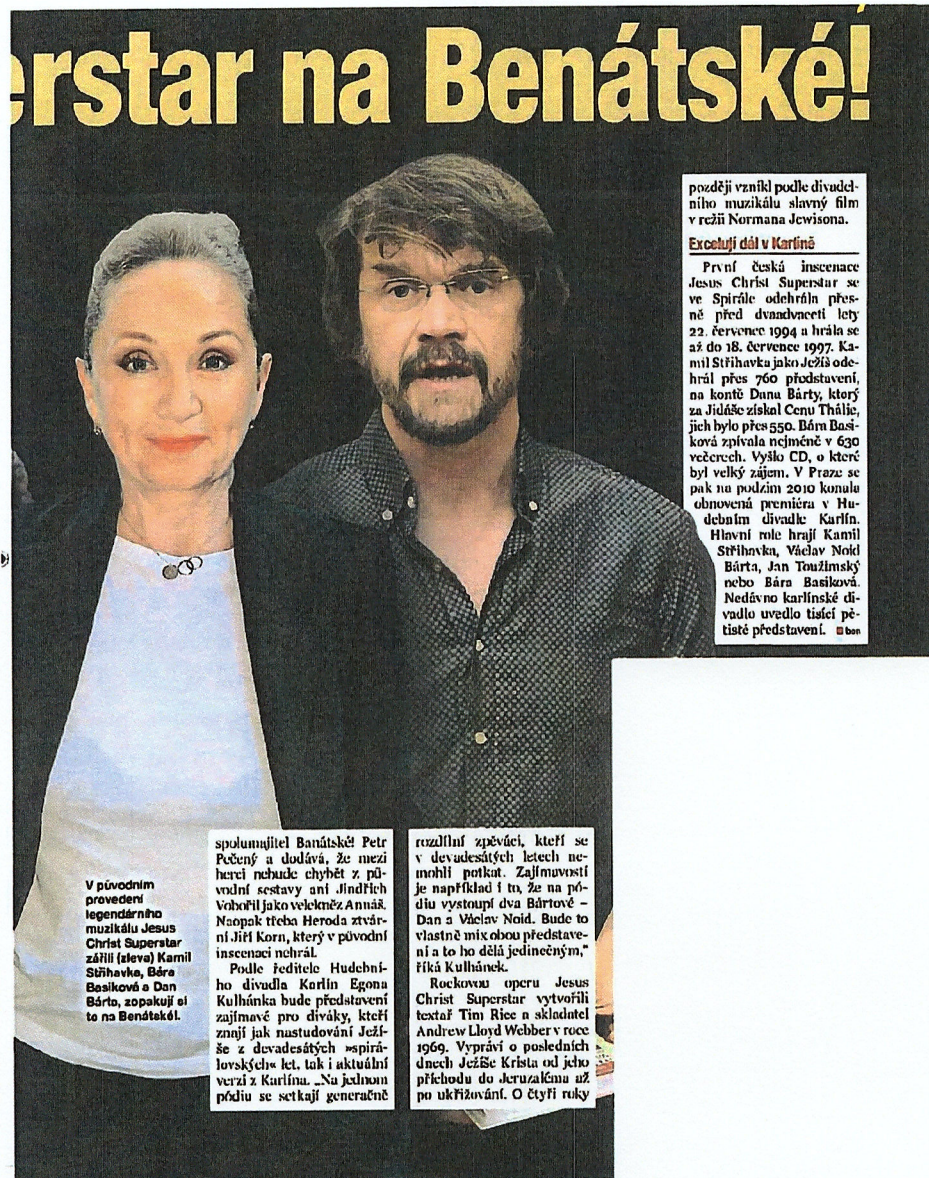 erstar na Benátské!
V původním
provedení
legendárního
muzikálu Jesus
Christ Superstar
zářili (zleva) Kamil
Střihavka, Bára
Basiková a Dan
Bárta, zopakují si
to na Benátské!.
spolumajitel Banátské! Petr
Pečený a dodává, že mezi
herci nebude chybět z pů-
vodní sestavy ani Jindřich
Vobořil jako velekněz Annáš.
Naopak třeba Heroda ztvár-
ní Jiří Korn, který v původní
inscenaci nehrál.
Podle ředitele Hudební-
ho divadla Karlín Egona
Kulhánka bude představení
zajímavé pro diváky, kteří
znají jak nastudování Ježí-
še z devadesátých »spirá-
lovských« let, tak i aktuální
verzi z Karlína. „Na jednom
pódiu se setkají generačně
rozdílní zpěváci, kteří se
v devadesátých letech ne-
mohli potkat. Zajímavostí
je například i to, že na pó-
diu vystoupí dva Bártové –
Dan a Václav Noid. Bude to
vlastně mix obou představe-
ní a to ho dělá jedinečným,“
říká Kulhánek.
Rockovou operu Jesus
Christ Superstar vytvořili
textař Tim Rice a skladatel
Andrew Lloyd Webber v roce
1969. Vypráví o posledních
dnech Ježíše Krista od jeho
příchodu do Jeruzaléma až
po ukřižování. O čtyři roky
později vznikl podle divadel-
ního muzikálu slavný film
v režii Normana Jewisona.
Excelují dál v Karlíně
První česká inscenace
Jesus Christ Superstar se
ve Spirále odehrála přes-
ně před dvaadvaceti lety
22. července 1994 a hrála se
až do 18. července 1997. Ka-
mil Střihavka jako Ježíš ode-
hrál přes 760 představení,
na kontě Dana Bárty, který
za Jidáše získal Cenu Thálie,
jich bylo přes 550. Bára Basi-
ková zpívala nejméně v 630
večerech. Vyšlo CD, o které
byl velký zájem. V Praze se
pak na podzim 2010 konala
obnovená premiéra v Hu-
debním divadle Karlín.
Hlavní role hrají Kamil
Střihavka, Václav Noid
Bárta, Jan Toužimský
nebo Bára Basiková.
Nedávno karlínské di-
vadlo uvedlo tisící pě-
tisté představení. ban